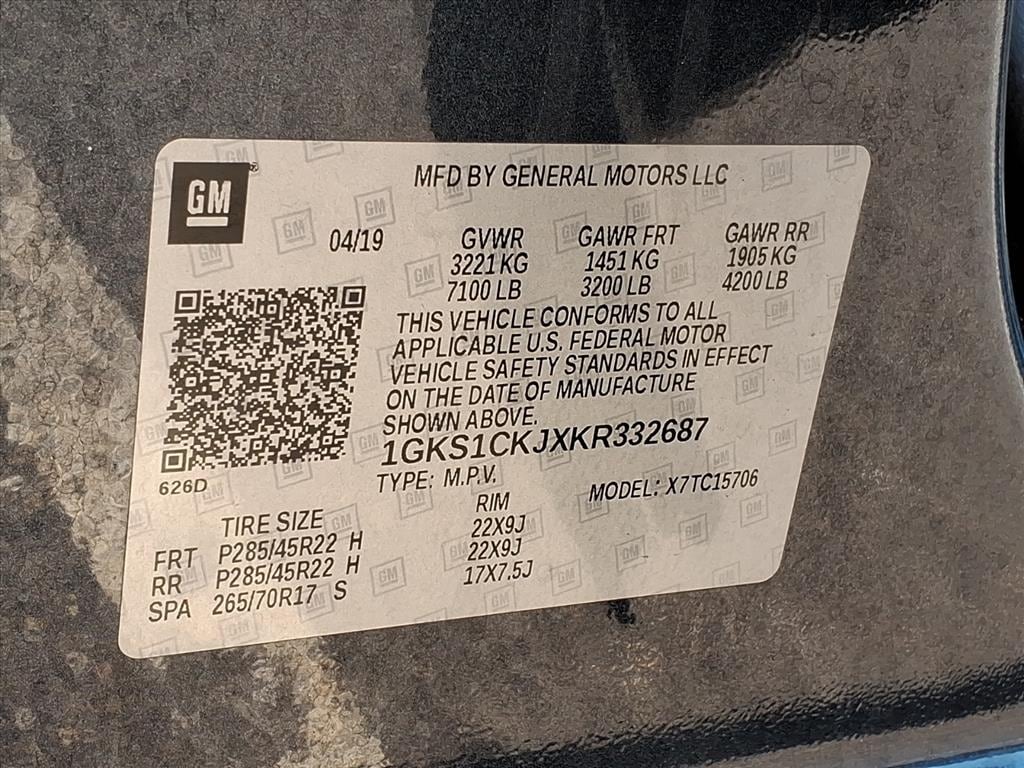 GM
MFD BY GENERAL MOTORS LLC
04/19 GVWR GAWR FRT GAWR RR
3221 KG 1451 KG 1905 KG
7100 LB 3200 LB 4200 LB
THIS VEHICLE CONFORMS TO ALL
APPLICABLE U.S. FEDERAL MOTOR
VEHICLE SAFETY STANDARDS IN EFFECT
ON THE DATE OF MANUFACTURE
SHOWN ABOVE.
1GKS1CKJXKR332687
626D
TYPE: M.P.V. MODEL: X7TC15706
TIRE SIZE RIM
FRT P285/45R22 H 22X9J
RR P285/45R22 H 22X9J
SPA 265/70R17 S 17X7.5J